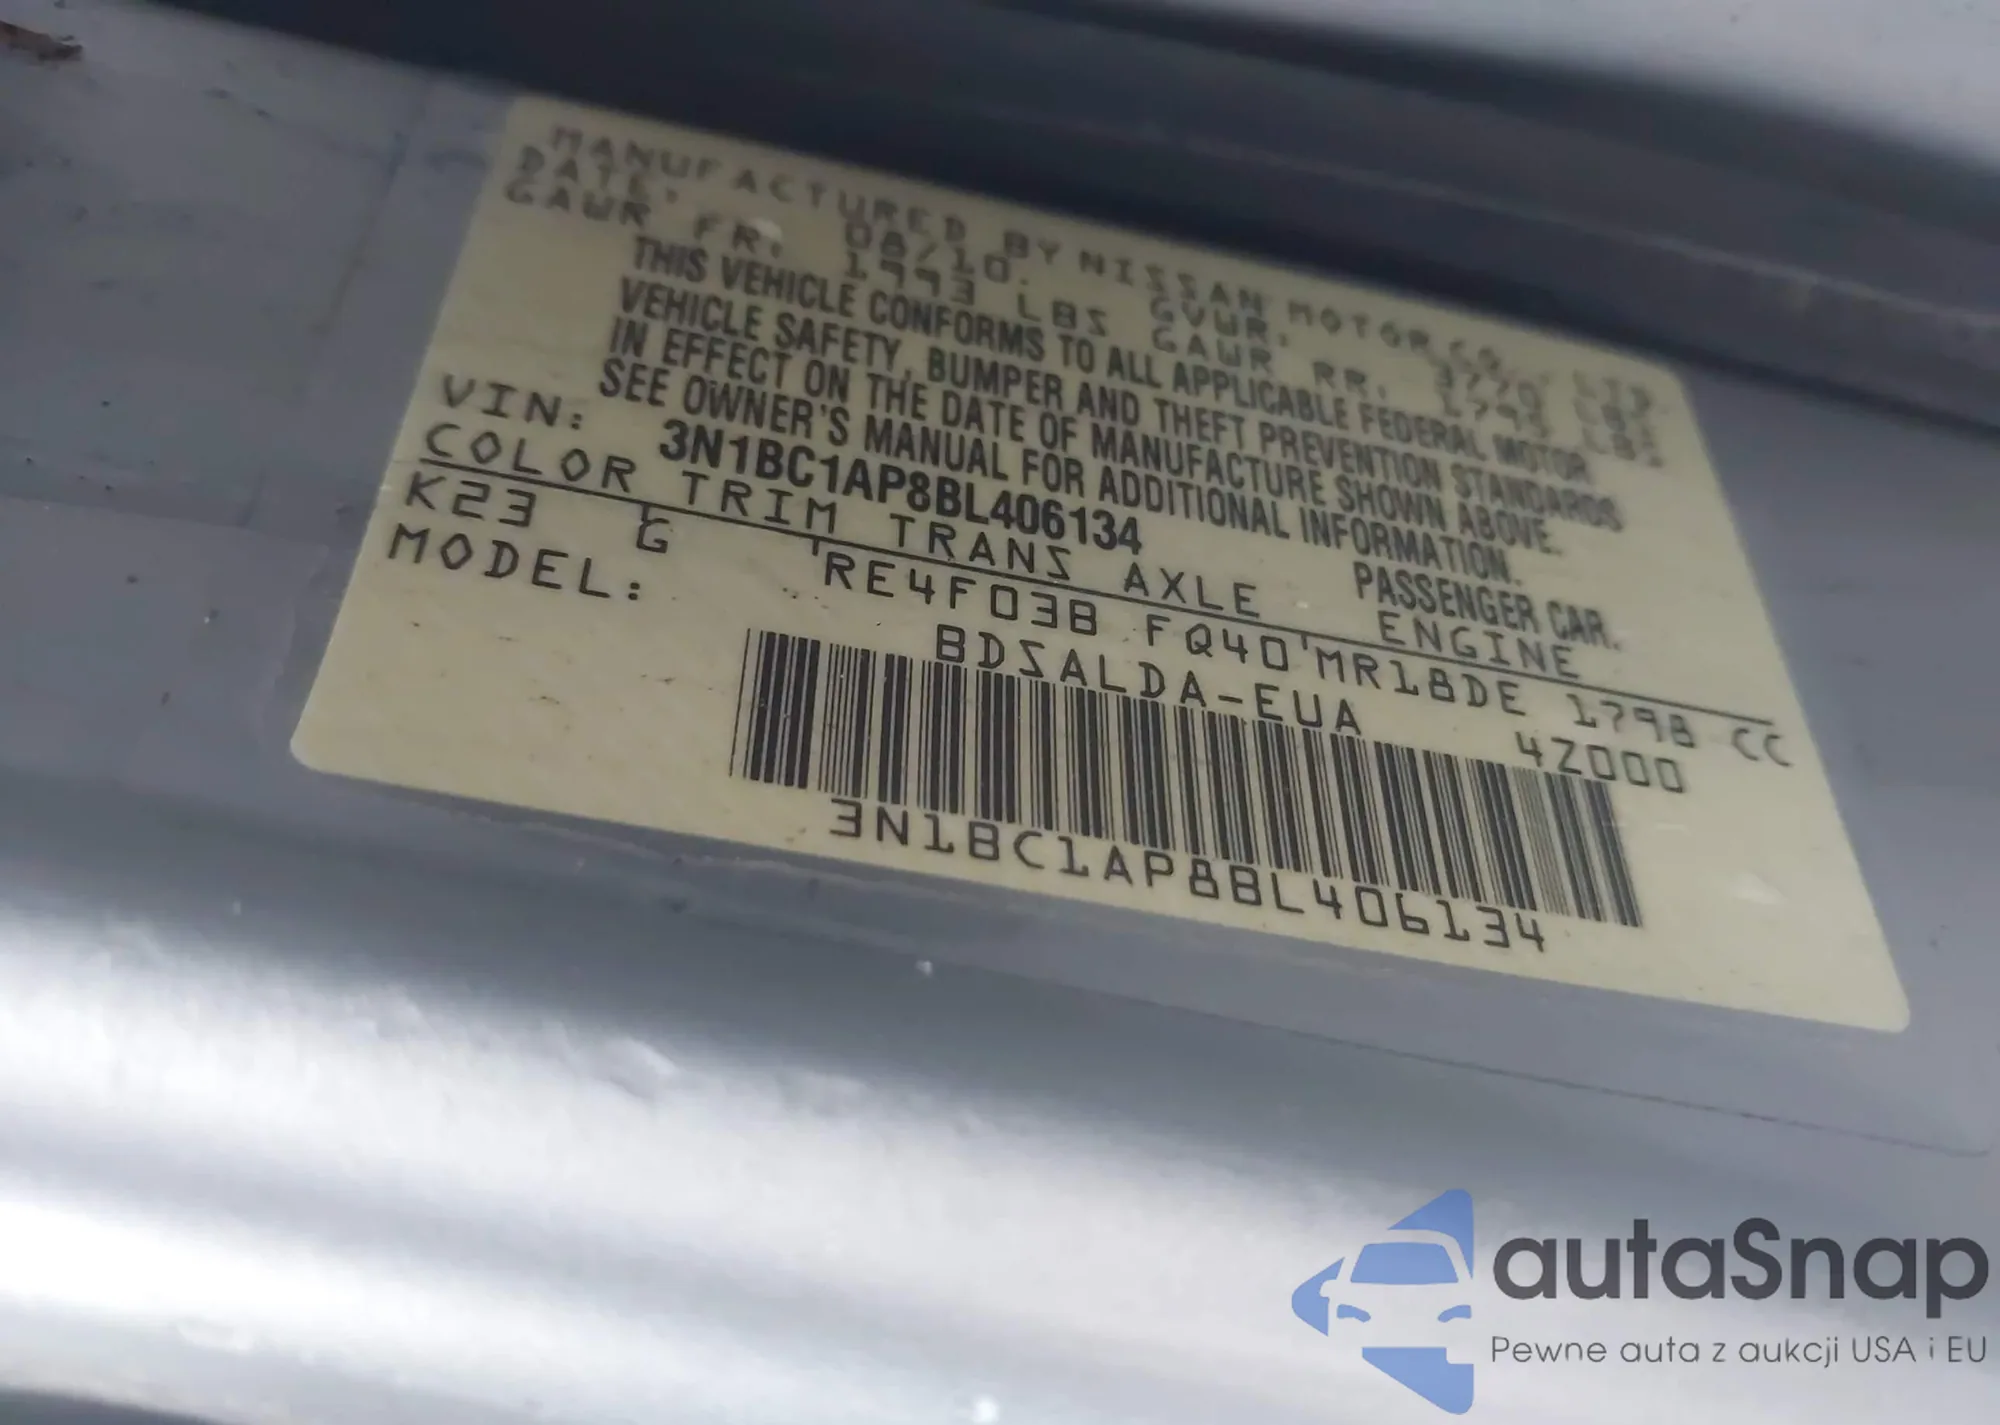 MANUFACTURED BY NISSAN MOTOR CO., LTD.
DATE: 08/10. GVWR. 3770 LBS
GAWR FR. 1993 LBS GAWR RR. 1795 LBS
THIS VEHICLE CONFORMS TO ALL APPLICABLE FEDERAL MOTOR
VEHICLE SAFETY, BUMPER AND THEFT PREVENTION STANDARDS
IN EFFECT ON THE DATE OF MANUFACTURE SHOWN ABOVE.
SEE OWNER'S MANUAL FOR ADDITIONAL INFORMATION.
VIN: 3N1BC1AP8BL406134 PASSENGER CAR.
COLOR TRIM TRANS AXLE ENGINE
K23 G RE4F03B FQ40 MR18DE 1798 CC
MODEL: BDSALDA-EUA 4Z000
3N1BC1AP8BL406134
autaSnap
Pewne auta z aukcji USA i EU